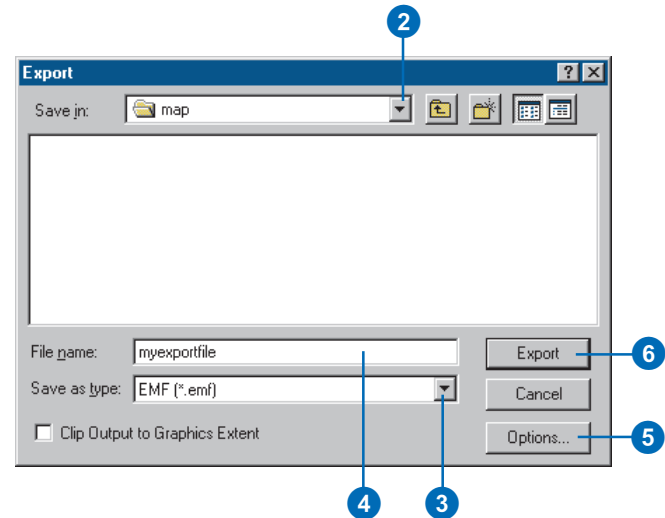 2
Export
Save in: map
File name: myexportfile Export 6
Save as type: EMF (*.emf) Cancel
Clip Output to Graphics Extent Options... 5
4 3